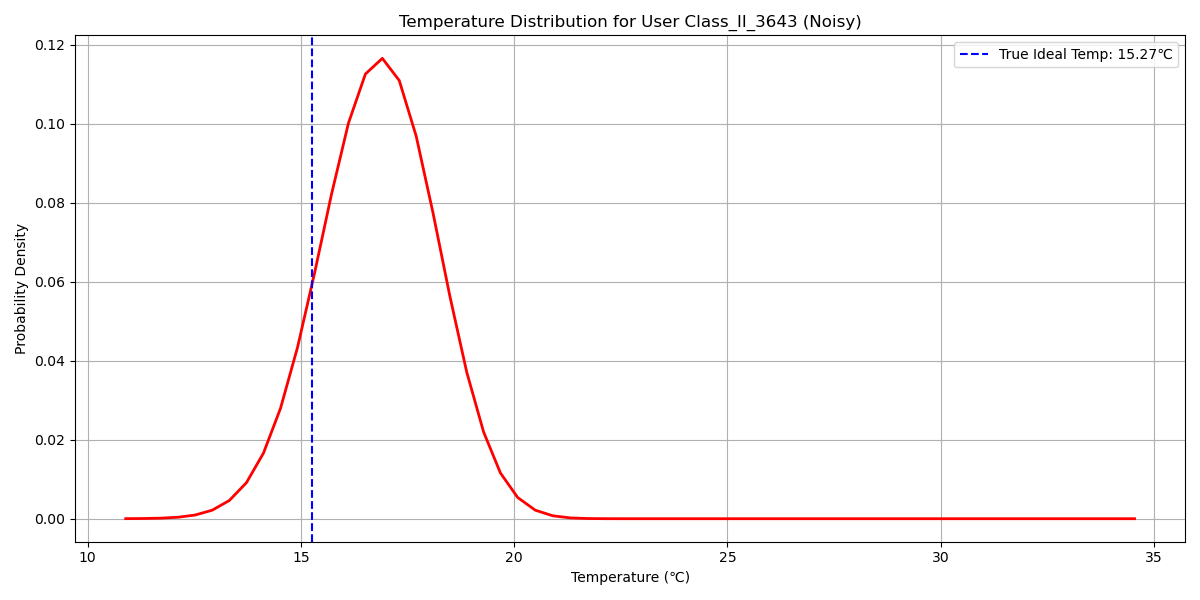 Temperature Distribution for User Class_II_3643 (Noisy)
True Ideal Temp: 15.27℃
Probability Density
0.12
0.10
0.08
0.06
0.04
0.02
0.00
10 15 20 25 30 35
Temperature (℃)